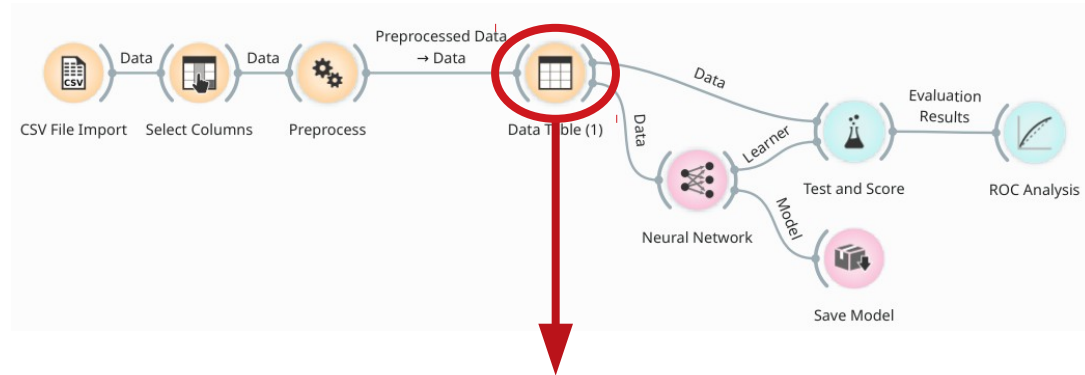 Preprocessed Data
→ Data
Data
Data
CSV
CSV File Import
Select Columns
Preprocess
Data Table (1)
Data
Data
Learner
Model
Neural Network
Evaluation
Results
Test and Score
ROC Analysis
Save Model